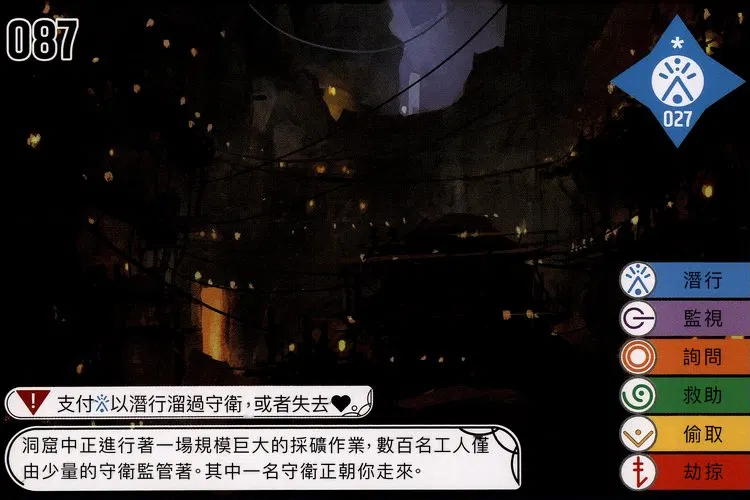 087
*
027
潛行
監視
詢問
救助
偷取
劫掠
! 支付以潛行溜過守衛,或者失去
洞窟中正進行著一場規模巨大的採礦作業,數百名工人僅
由少量的守衛監管著。其中一名守衛正朝你走來。